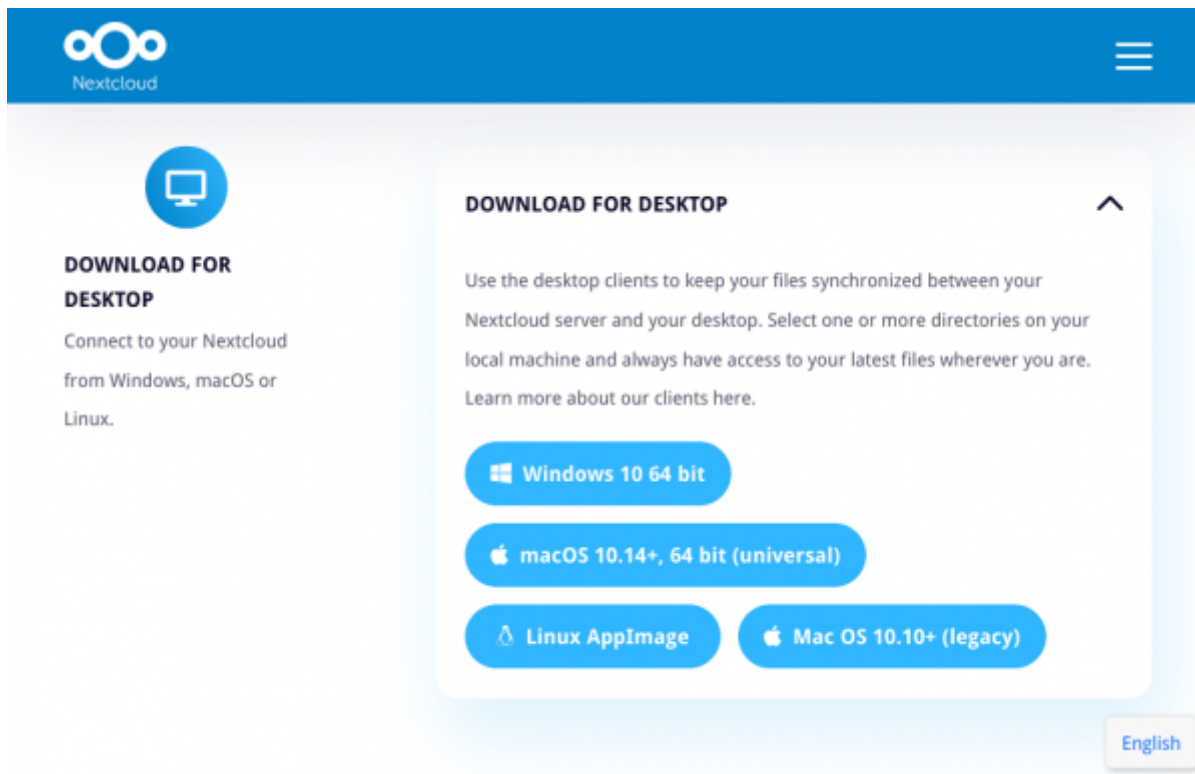 Nextcloud
DOWNLOAD FOR
DESKTOP
Connect to your Nextcloud
from Windows, macOS or
Linux.
DOWNLOAD FOR DESKTOP
Use the desktop clients to keep your files synchronized between your
Nextcloud server and your desktop. Select one or more directories on your
local machine and always have access to your latest files wherever you are.
Learn more about our clients here.
Windows 10 64 bit
macOS 10.14+, 64 bit (universal)
Linux AppImage
Mac OS 10.10+ (legacy)
English